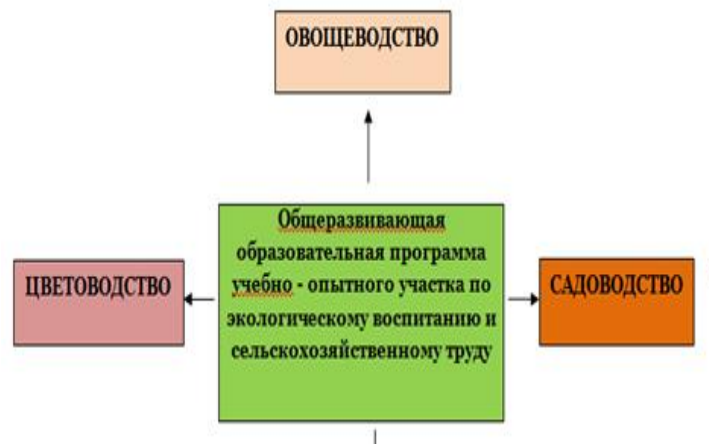 ОВОЩЕВОДСТВО
Общеразвивающая
образовательная программа
учебно - опытного участка по
экологическому воспитанию и
сельскохозяйственному труду
ЦВЕТОВОДСТВО
САДОВОДСТВО